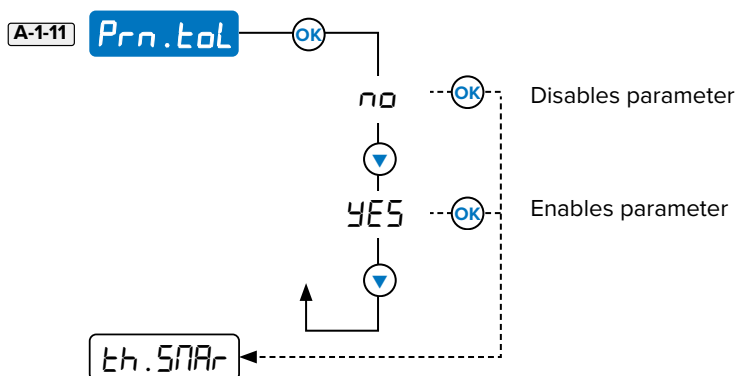 A-1-11 Prn.toL OK
no OK Disables parameter
YES OK Enables parameter
th.SMAr